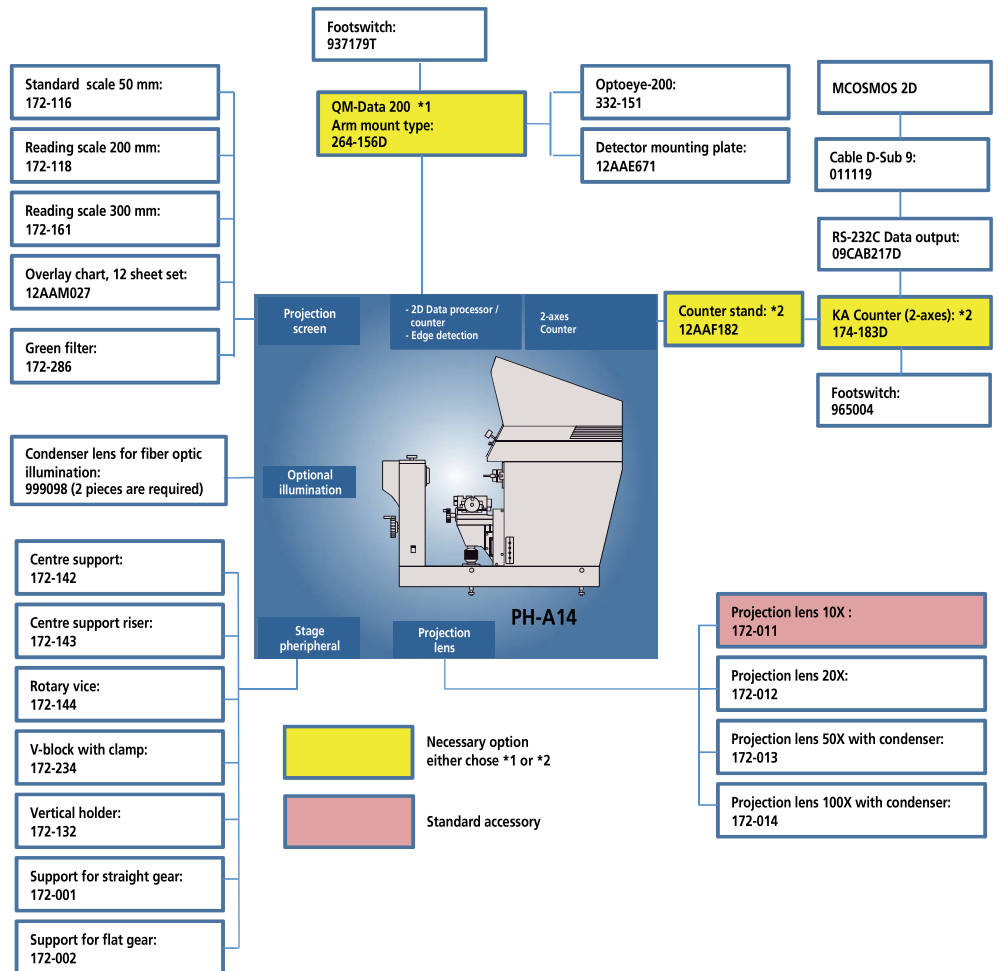 Footswitch:
937179T
Standard scale 50 mm:
172-116
Reading scale 200 mm:
172-118
Reading scale 300 mm:
172-161
Overlay chart, 12 sheet set:
12AAM027
Green filter:
172-286
QM-Data 200 *1
Arm mount type:
264-156D
Optoeye-200:
332-151
Detector mounting plate:
12AAE671
MCOSMOS 2D
Cable D-Sub 9:
011119
RS-232C Data output:
09CAB217D
Counter stand: *2
12AAF182
KA Counter (2-axes): *2
174-183D
Footswitch:
965004
Projection
screen
- 2D Data processor /
counter
- Edge detection
2-axes
Counter
Condenser lens for fiber optic
illumination:
999098 (2 pieces are required)
Optional
illumination
PH-A14
Stage
pheripheral
Projection
lens
Centre support:
172-142
Centre support riser:
172-143
Rotary vice:
172-144
V-block with clamp:
172-234
Vertical holder:
172-132
Support for straight gear:
172-001
Support for flat gear:
172-002
Projection lens 10X :
172-011
Projection lens 20X:
172-012
Projection lens 50X with condenser:
172-013
Projection lens 100X with condenser:
172-014
Necessary option
either chose *1 or *2
Standard accessory